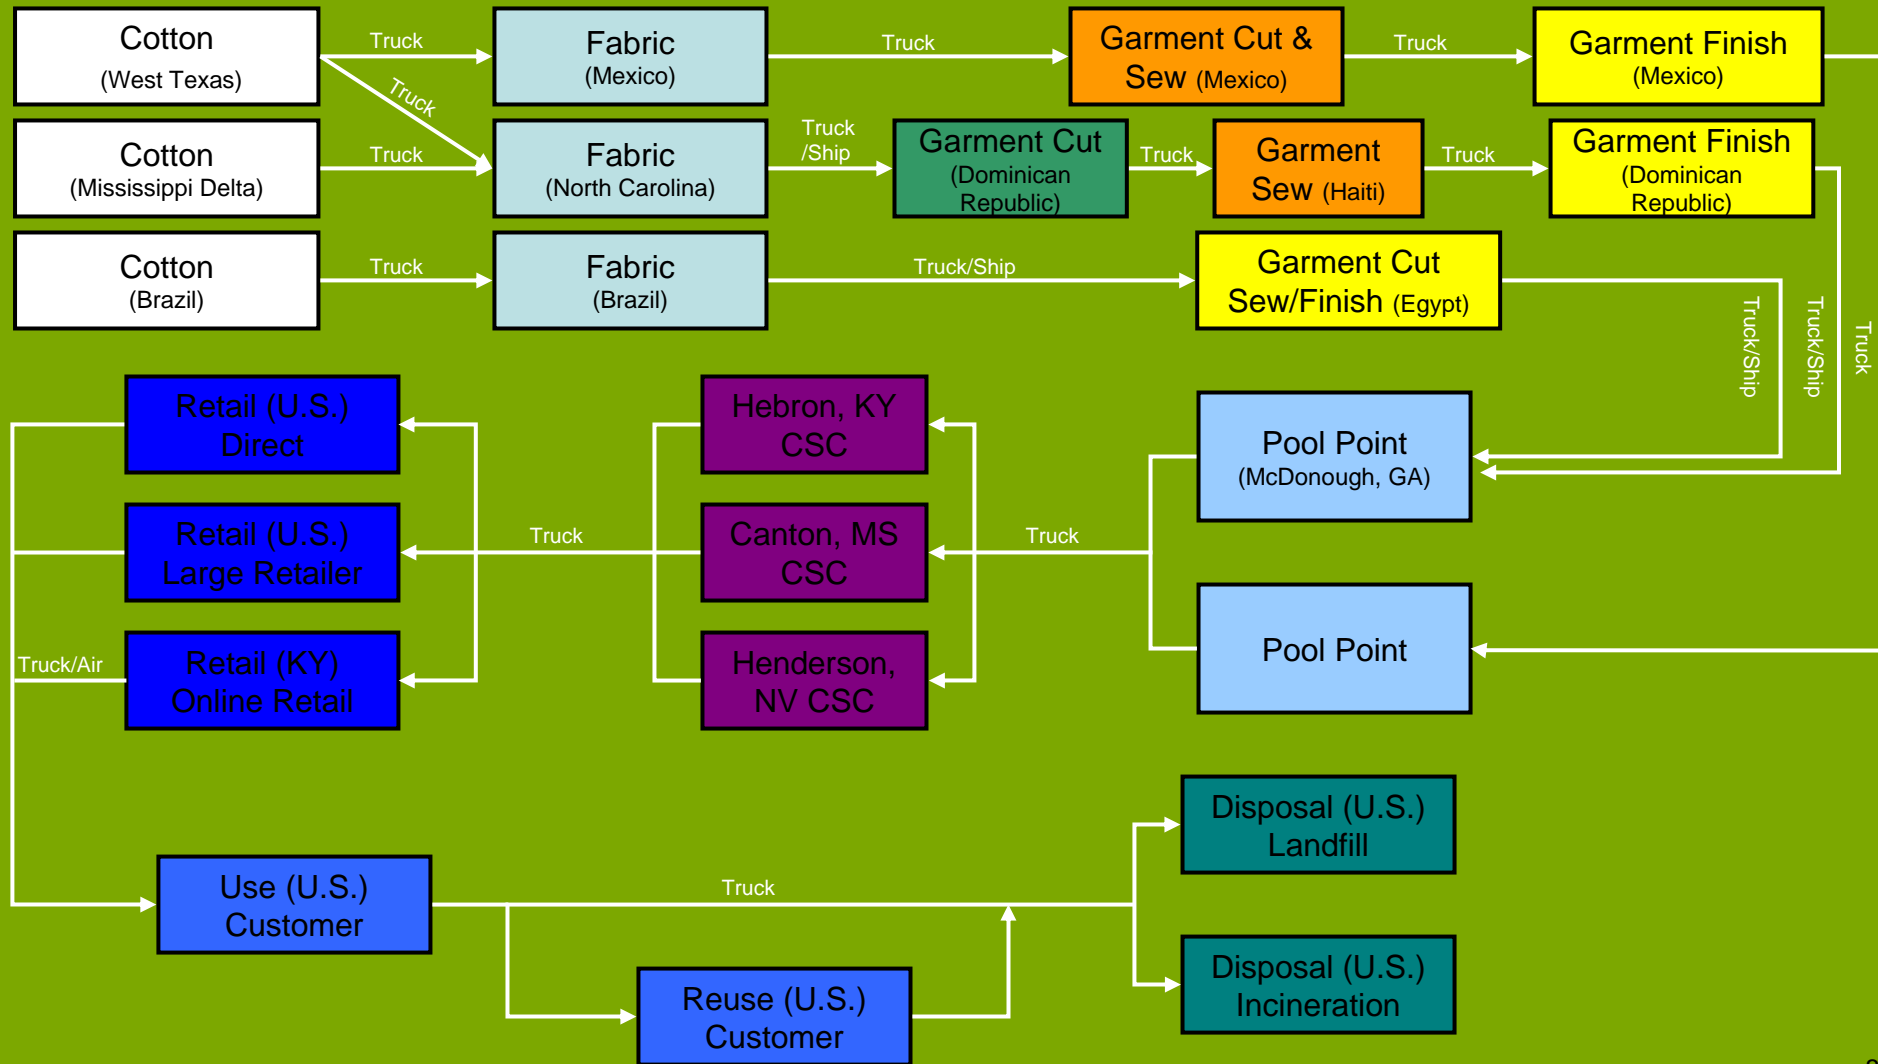 Cotton
(West Texas)
Truck
Fabric
(Mexico)
Truck
Garment Cut &
Sew (Mexico)
Truck
Garment Finish
(Mexico)
Truck
Cotton
(Mississippi Delta)
Truck
Fabric
(North Carolina)
Truck
/Ship
Garment Cut
(Dominican
Republic)
Truck
Garment
Sew (Haiti)
Truck
Garment Finish
(Dominican
Republic)
Cotton
(Brazil)
Truck
Fabric
(Brazil)
Truck/Ship
Garment Cut
Sew/Finish (Egypt)
Truck/Ship
Truck/Ship
Truck
Retail (U.S.)
Direct
Hebron, KY
CSC
Pool Point
(McDonough, GA)
Retail (U.S.)
Large Retailer
Truck
Canton, MS
CSC
Truck
Truck/Air
Retail (KY)
Online Retail
Henderson,
NV CSC
Pool Point
Disposal (U.S.)
Landfill
Use (U.S.)
Customer
Truck
Reuse (U.S.)
Customer
Disposal (U.S.)
Incineration